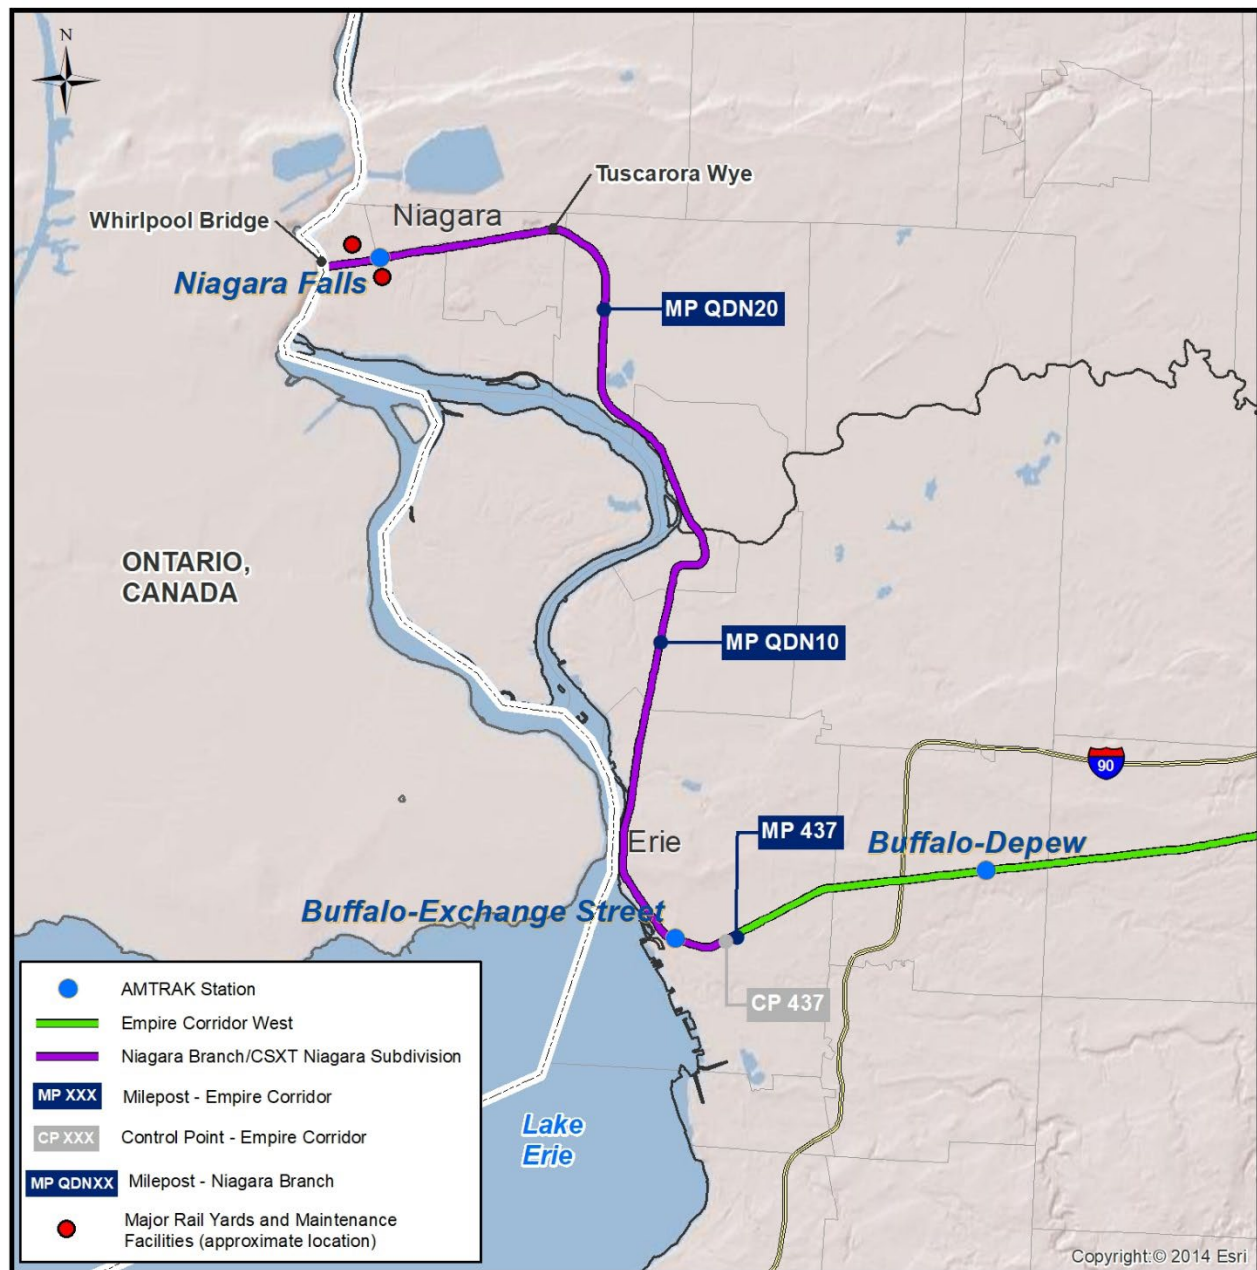 N
Tuscarora Wye
Whirlpool Bridge
Niagara
Niagara Falls
MP QDN20
ONTARIO,
CANADA
MP QDN10
90
Erie
MP 437
Buffalo-Depew
Buffalo-Exchange Street
CP 437
AMTRAK Station
Empire Corridor West
Niagara Branch/CSXT Niagara Subdivision
MP XXX Milepost - Empire Corridor
CP XXX Control Point - Empire Corridor
MP QDNXX Milepost - Niagara Branch
Major Rail Yards and Maintenance
Facilities (approximate location)
Lake
Erie
Copyright:© 2014 Esri